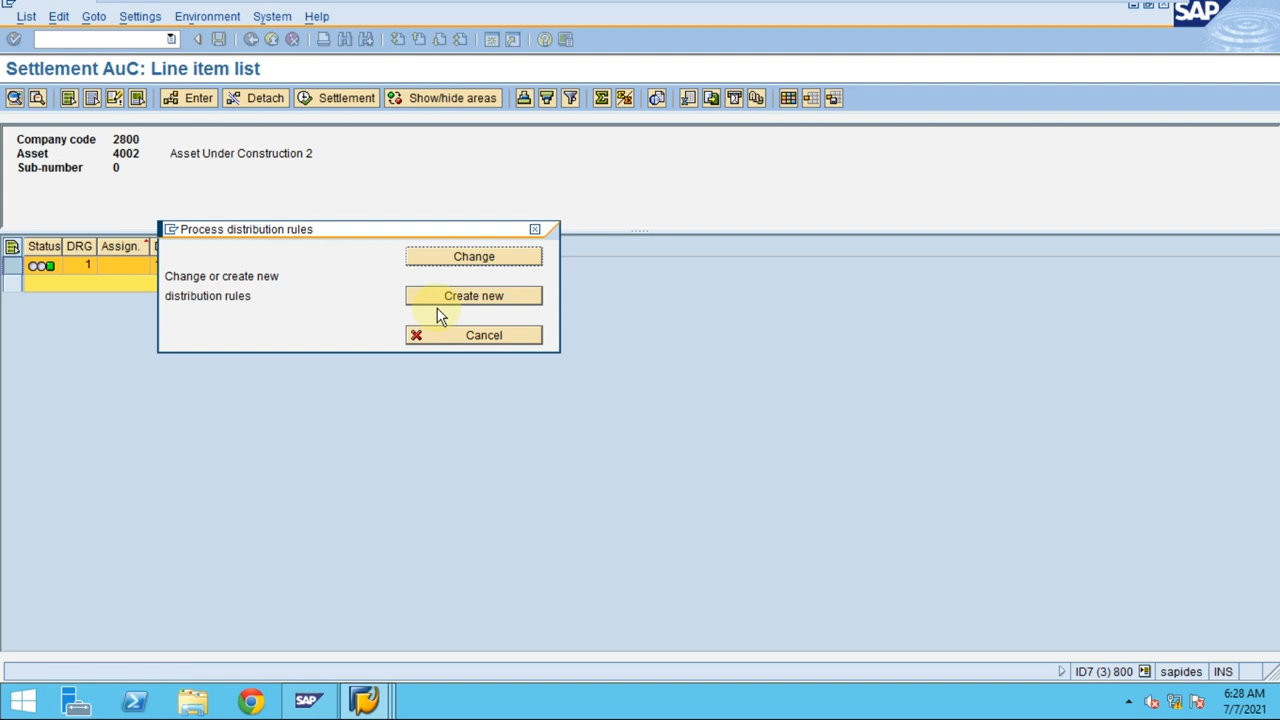 List Edit Goto Settings Environment System Help
SAP
Settlement AuC: Line item list
Enter Detach Settlement Show/hide areas
Company code 2800
Asset 4002 Asset Under Construction 2
Sub-number 0
Process distribution rules
Status DRG Assign.
1
Change
Change or create new
distribution rules
Create new
Cancel
ID7 (3) 800 sapides INS
SAP
6:28 AM
7/7/2021